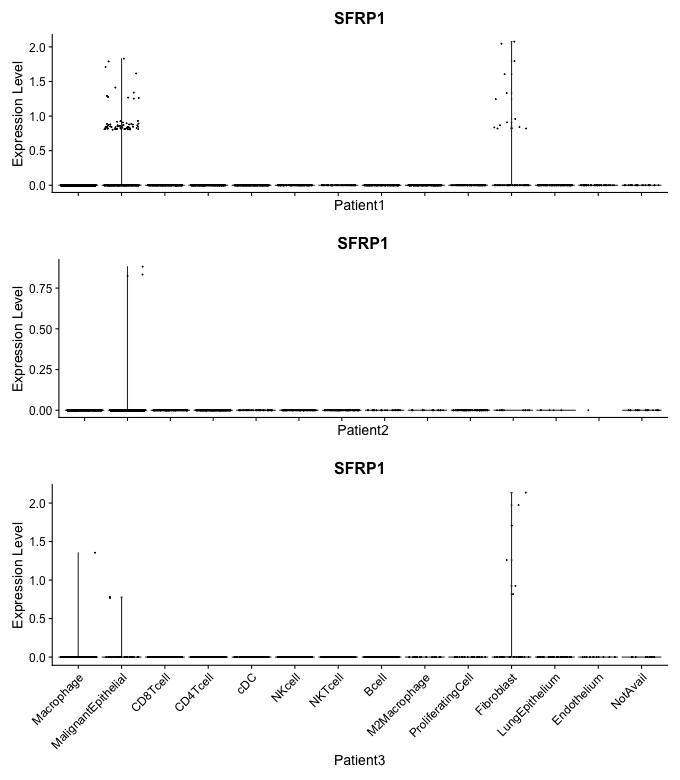 SFRP1
Expression Level
2.0
1.5
1.0
0.5
0.0
Patient1
SFRP1
Expression Level
0.75
0.50
0.25
0.00
Patient2
SFRP1
Expression Level
2.0
1.5
1.0
0.5
0.0
Macrophage
MalignantEpithelial
CD8Tcell
CD4Tcell
cDC
NKcell
NKTcell
Bcell
M2Macrophage
ProliferatingCell
Fibroblast
LungEpithelium
Endothelium
NotAvail
Patient3